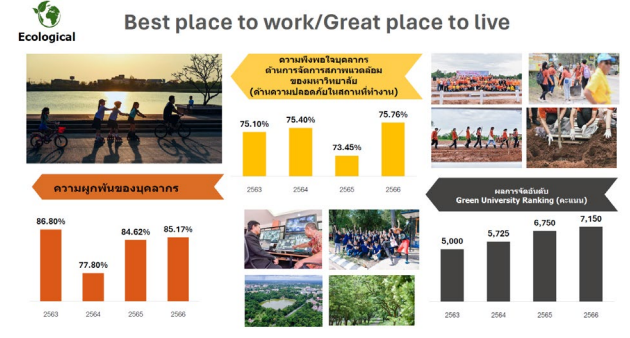 Ecological
Best place to work/Great place to live
ความพึงพอใจบุคลากร
ด้านการจัดการสภาพแวดล้อม
ของมหาวิทยาลัย
(ด้านความปลอดภัยในสถานที่ทำงาน)
75.10%
75.40%
73.45%
75.76%
2563
2564
2565
2566
ความผูกพันของบุคลากร
86.80%
77.80%
84.62%
85.17%
2563
2564
2565
2566
ผลการจัดอันดับ
Green University Ranking (คะแนน)
5,000
5,725
6,750
7,150
2563
2564
2565
2566